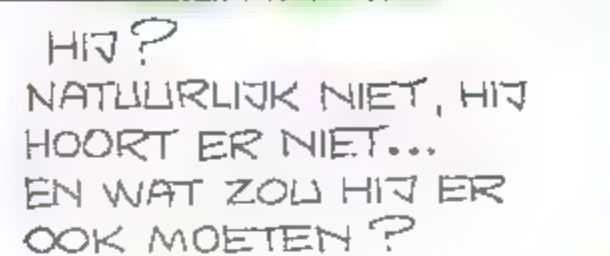 HIJ?
NATUURLIJK NIET, HIJ
HOORT ER NIET...
EN WAT ZOU HIJ ER
OOK MOETEN?